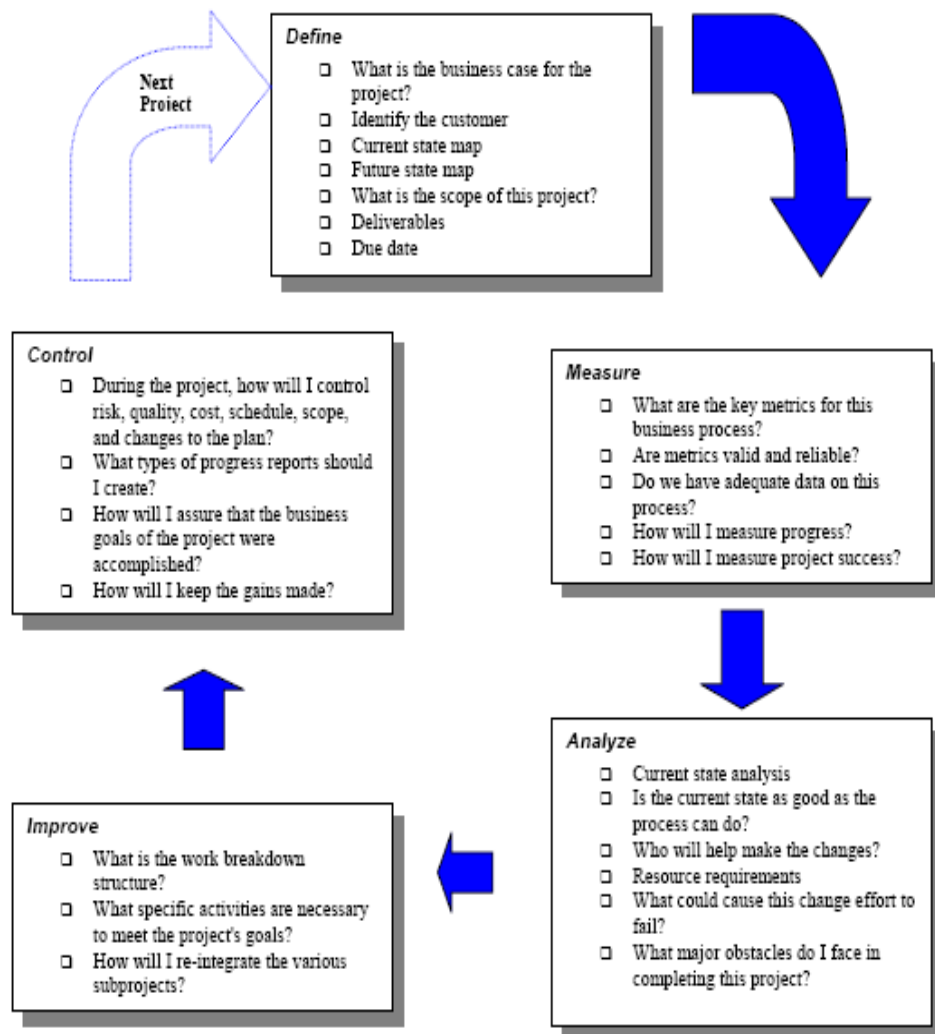 Next
Project
Define
❑ What is the business case for the
project?
❑ Identify the customer
❑ Current state map
❑ Future state map
❑ What is the scope of this project?
❑ Deliverables
❑ Due date
Measure
❑ What are the key metrics for this
business process?
❑ Are metrics valid and reliable?
❑ Do we have adequate data on this
process?
❑ How will I measure progress?
❑ How will I measure project success?
Analyze
❑ Current state analysis
❑ Is the current state as good as the
process can do?
❑ Who will help make the changes?
❑ Resource requirements
❑ What could cause this change effort to
fail?
❑ What major obstacles do I face in
completing this project?
Improve
❑ What is the work breakdown
structure?
❑ What specific activities are necessary
to meet the project's goals?
❑ How will I re-integrate the various
subprojects?
Control
❑ During the project, how will I control
risk, quality, cost, schedule, scope,
and changes to the plan?
❑ What types of progress reports should
I create?
❑ How will I assure that the business
goals of the project were
accomplished?
❑ How will I keep the gains made?